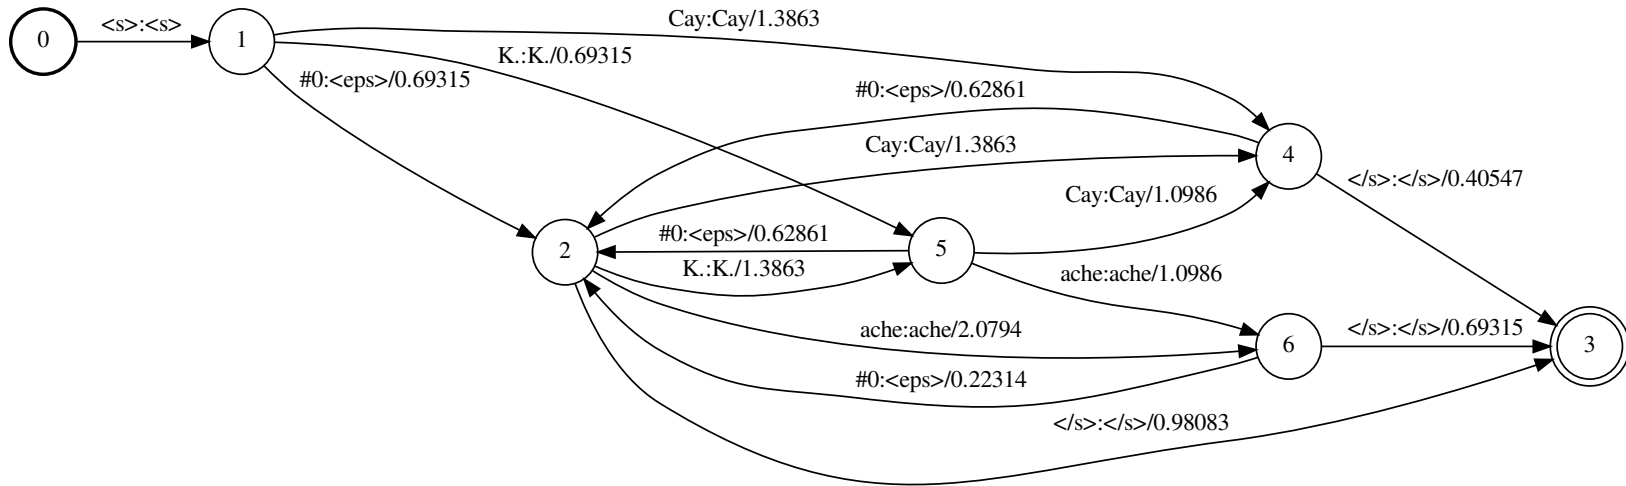 0
<s>:<s>
1
Cay:Cay/1.3863
K.:K./0.69315
#0:<eps>/0.69315
#0:<eps>/0.62861
Cay:Cay/1.3863
4
</s>:</s>/0.40547
Cay:Cay/1.0986
2
#0:<eps>/0.62861
5
K.:K./1.3863
ache:ache/1.0986
ache:ache/2.0794
6
</s>:</s>/0.69315
3
#0:<eps>/0.22314
</s>:</s>/0.98083